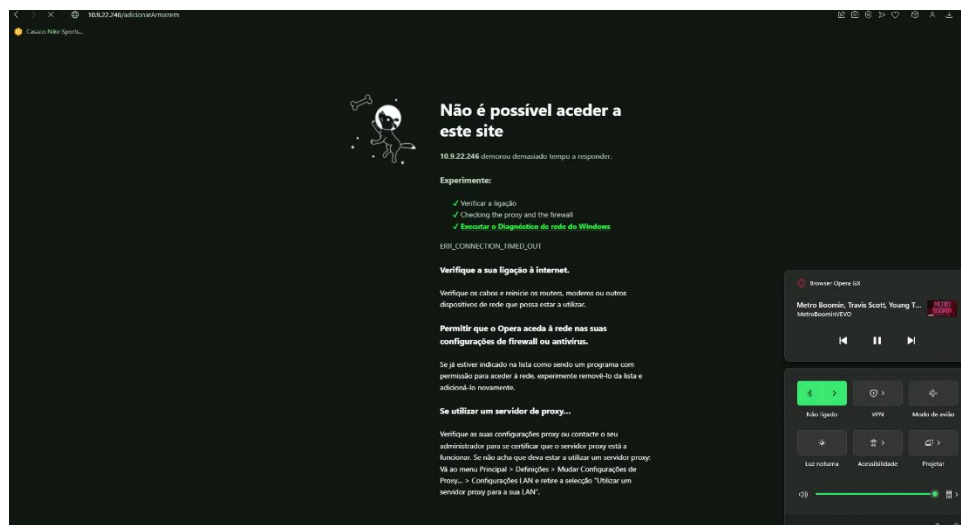 10.9.22.246/adicionarArmazem
Casaco Nike Sports...
Não é possível aceder a
este site
10.9.22.246 demorou demasiado tempo a responder.
Experimente:
Verificar a ligação
Checking the proxy and the firewall
Executar o Diagnóstico de rede do Windows
ERR_CONNECTION_TIMED_OUT
Verifique a sua ligação à internet.
Verifique os cabos e reinicie os routers, modems ou outros
dispositivos de rede que possa estar a utilizar.
Permitir que o Opera aceda à rede nas suas
configurações de firewall ou antivírus.
Se já estiver indicado na lista como sendo um programa com
permissão para aceder à rede, experimente removê-lo da lista e
adicioná-lo novamente.
Se utilizar um servidor de proxy...
Verifique as suas configurações proxy ou contacte o seu
administrador para se certificar que o servidor proxy está a
funcionar. Se não acha que deva estar a utilizar um servidor proxy:
Vá ao menu Principal > Definições > Mudar Configurações de
Proxy... > Configurações LAN e retire a selecção "Utilizar um
servidor proxy para a sua LAN".
Browser Opera GX
Metro Boomin, Travis Scott, Young T...
MetroBoominVEVO
METRO
BOOMIN
Não ligado
VPN
Modo de avião
Luz noturna
Acessibilidade
Projetar